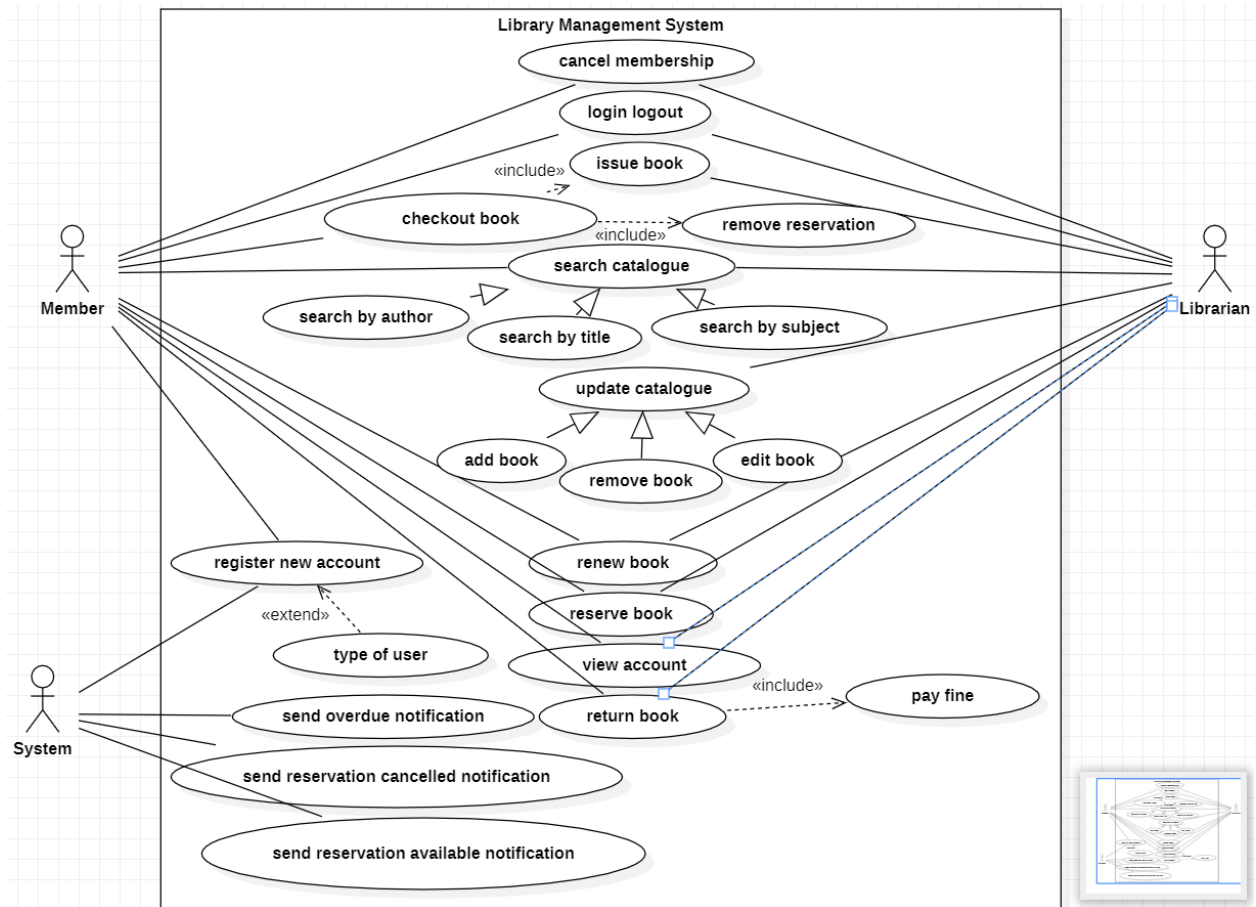 Library Management System
cancel membership
login logout
issue book
«include»
checkout book
remove reservation
«include»
search catalogue
Member
Librarian
search by author
search by title
search by subject
update catalogue
add book
edit book
remove book
register new account
renew book
«extend»
reserve book
type of user
view account
«include»
pay fine
send overdue notification
return book
System
send reservation cancelled notification
send reservation available notification